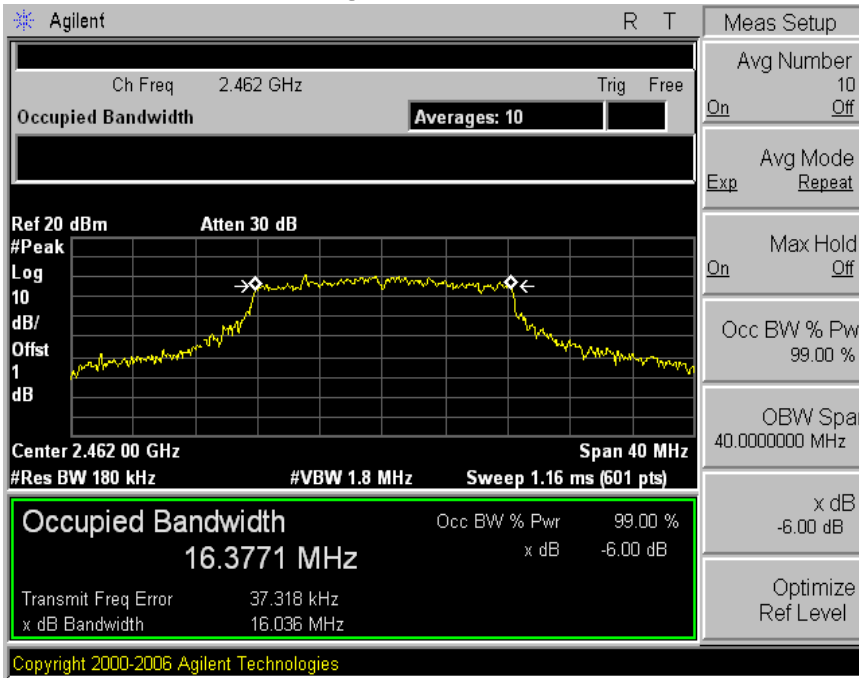 Agilent R T
Ch Freq 2.462 GHz Trig Free
Occupied Bandwidth Averages: 10
Ref 20 dBm Atten 30 dB
#Peak
Log
10
dB/
Offst
1
dB
Center 2.462 00 GHz Span 40 MHz
#Res BW 180 kHz #VBW 1.8 MHz Sweep 1.16 ms (601 pts)
Occupied Bandwidth Occ BW % Pwr 99.00 %
16.3771 MHz x dB -6.00 dB
Transmit Freq Error 37.318 kHz
x dB Bandwidth 16.036 MHz
Copyright 2000-2006 Agilent Technologies
Meas Setup
Avg Number
10
On Off
Avg Mode
Exp Repeat
Max Hold
On Off
Occ BW % Pw
99.00 %
OBW Spa
40.0000000 MHz
x dB
-6.00 dB
Optimize
Ref Level